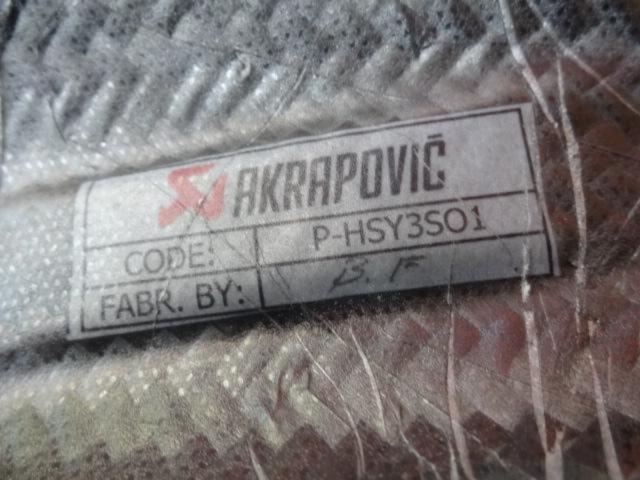 AKRAPOVIČ
CODE: P-HSY3SO1
FABR. BY: B. F